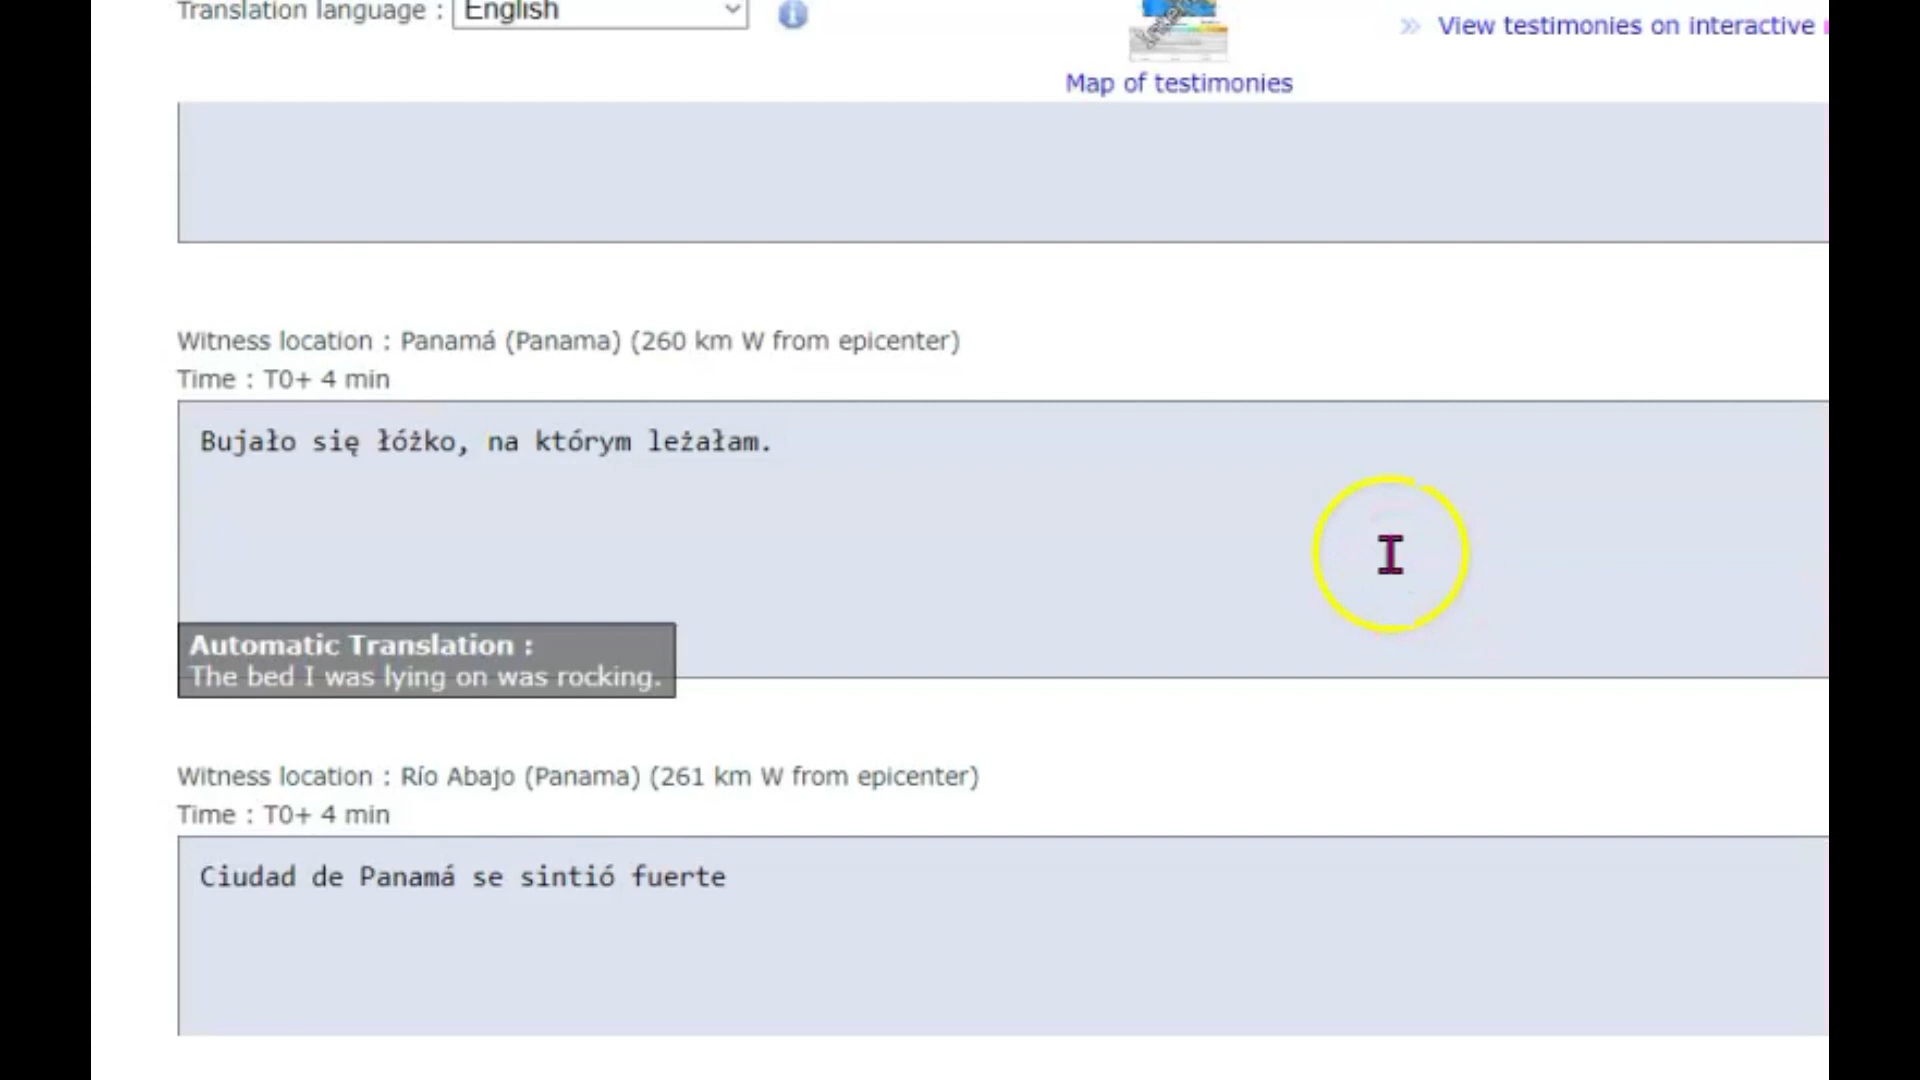 Translation language :
English
View testimonies on interactive
Map of testimonies
Witness location : Panamá (Panama) (260 km W from epicenter)
Time : T0+ 4 min
Bujało się łóżko, na którym leżałam.
Automatic Translation :
The bed I was lying on was rocking.
Witness location : Río Abajo (Panama) (261 km W from epicenter)
Time : T0+ 4 min
Ciudad de Panamá se sintió fuerte